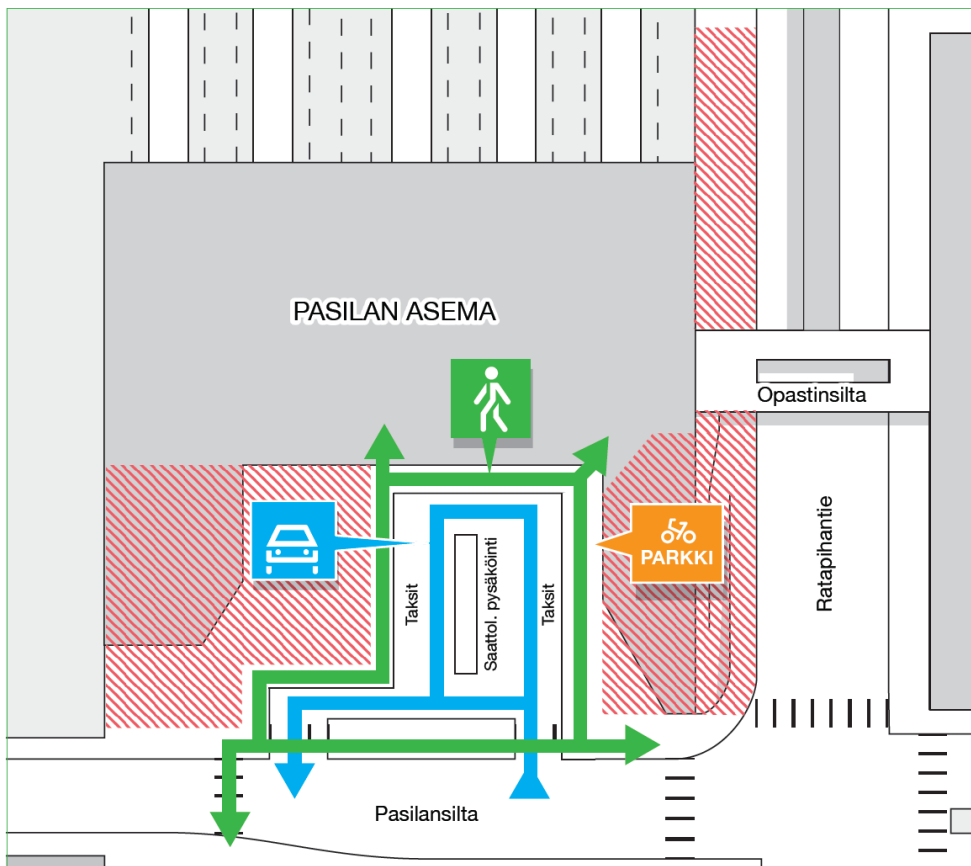 PASILAN ASEMA
Opastinsilta
PARKKI
Ratapihantie
Taksit
Saattol. pysäköinti
Taksit
Pasilansilta